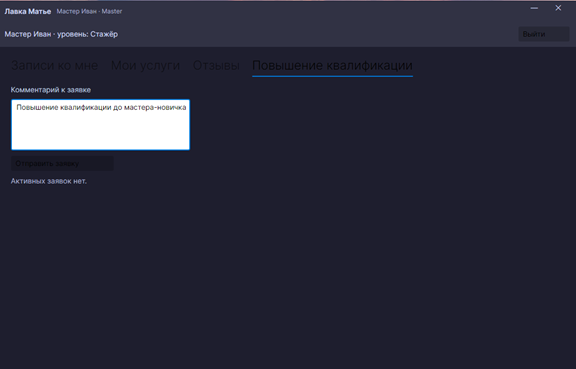 Лавка Матье Мастер Иван · Master
Мастер Иван · уровень: Стажёр Выйти
Записи ко мне Мои услуги Отзывы Повышение квалификации
Комментарий к заявке
Повышение квалификации до мастера-новичка
Отправить заявку
Активных заявок нет.